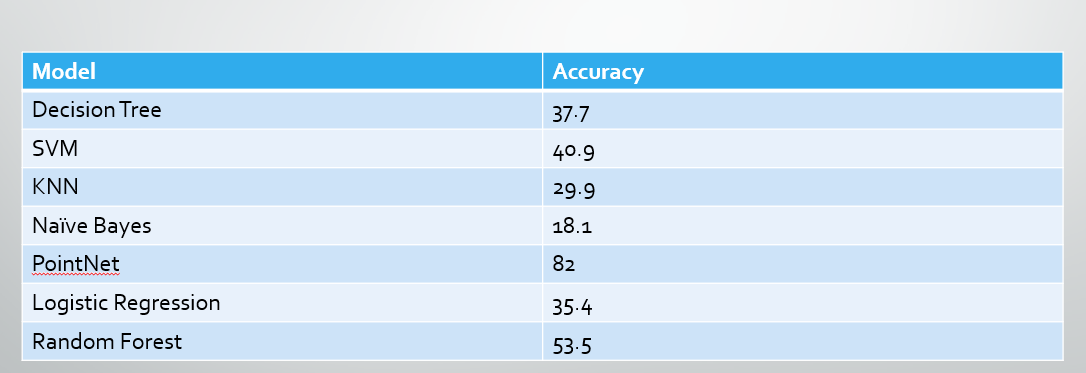 Model Accuracy
Decision Tree 37.7
SVM 40.9
KNN 29.9
Naïve Bayes 18.1
PointNet 82
Logistic Regression 35.4
Random Forest 53.5